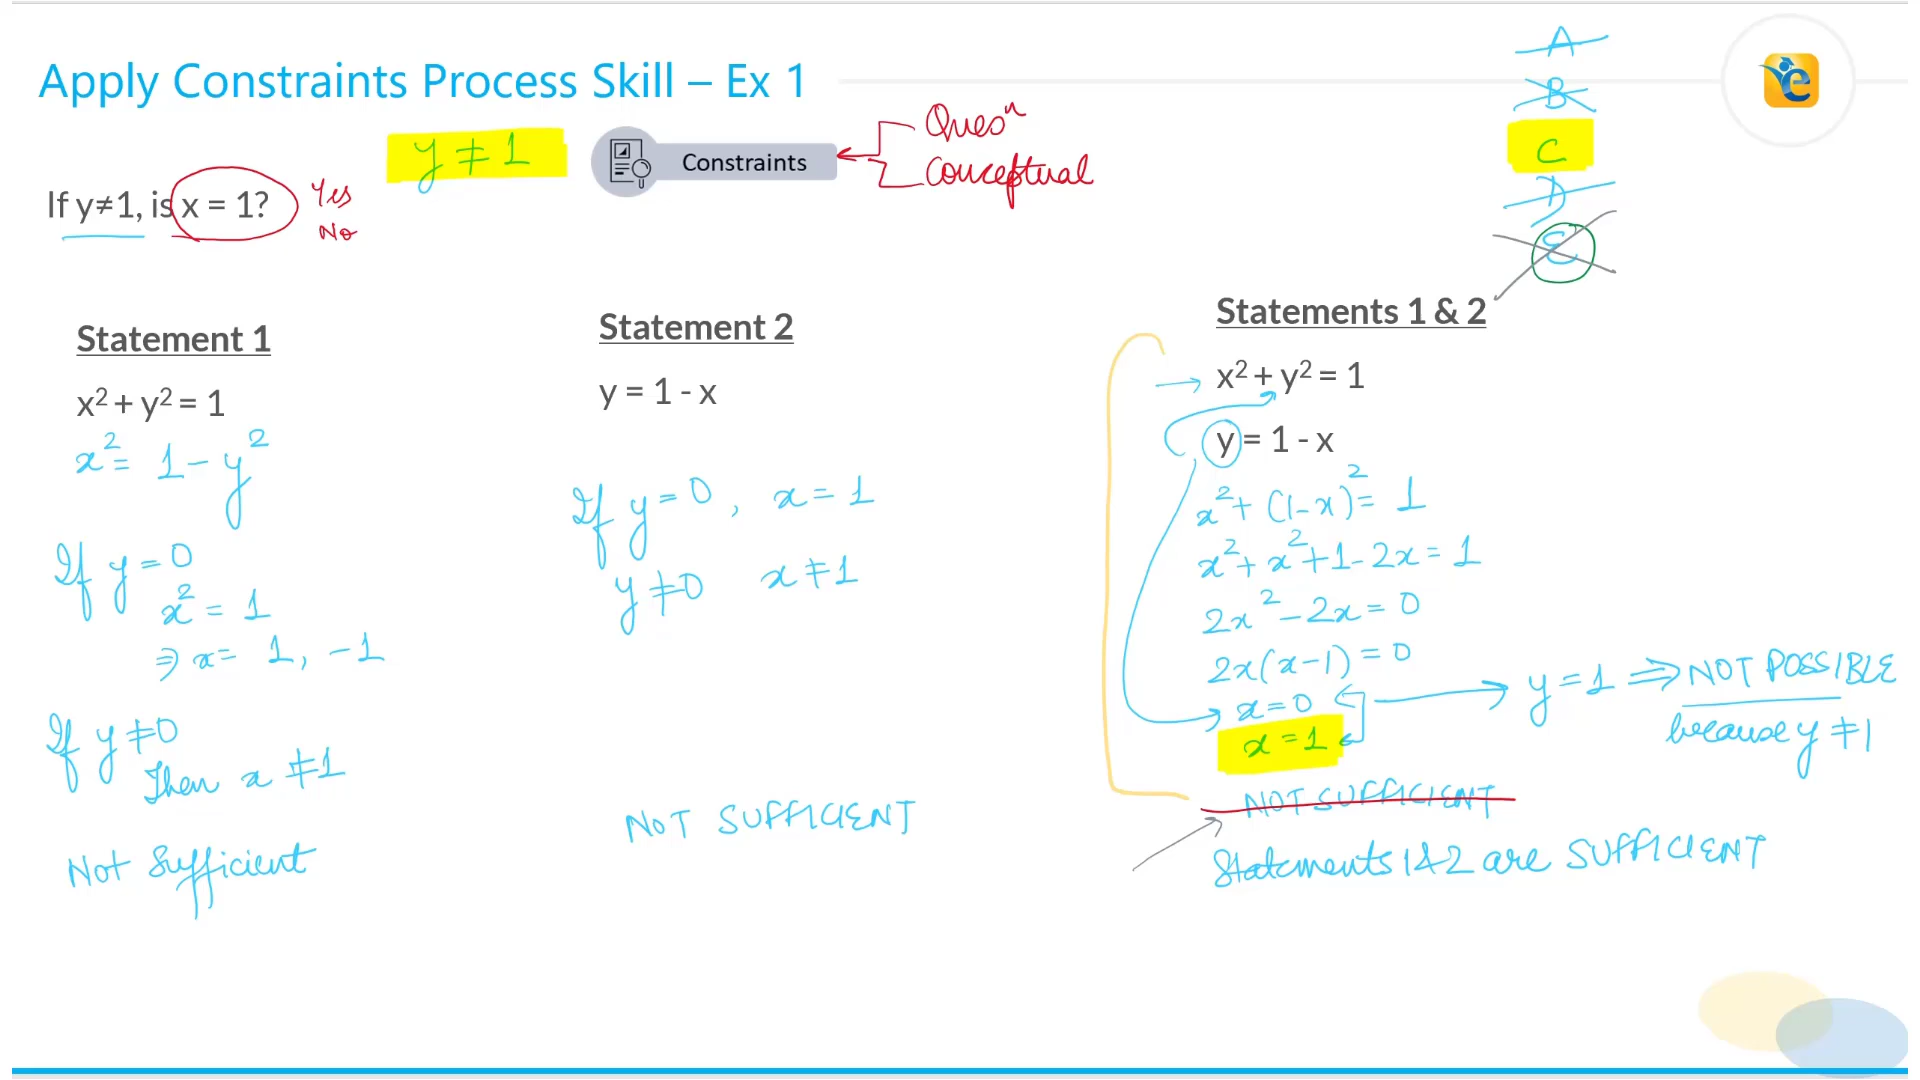 Apply Constraints Process Skill – Ex 1
If y≠1, is x = 1?
Yes
No
y ≠ 1
Constraints
Quesⁿ
Conceptual
A
B
C
D
E
Statement 1
x² + y² = 1
x² = 1 - y²
If y = 0
x² = 1
⇒ x = 1, -1
If y ≠ 0
Then x ≠ 1
Not Sufficient
Statement 2
y = 1 - x
If y = 0, x = 1
y ≠ 0 x ≠ 1
NOT SUFFICIENT
Statements 1 & 2
x² + y² = 1
y = 1 - x
x² + (1-x)² = 1
x² + x² + 1 - 2x = 1
2x² - 2x = 0
2x(x-1) = 0
x = 0
x = 1
y = 1 ⇒ NOT POSSIBLE
because y ≠ 1
NOT SUFFICIENT
Statements 1&2 are SUFFICIENT